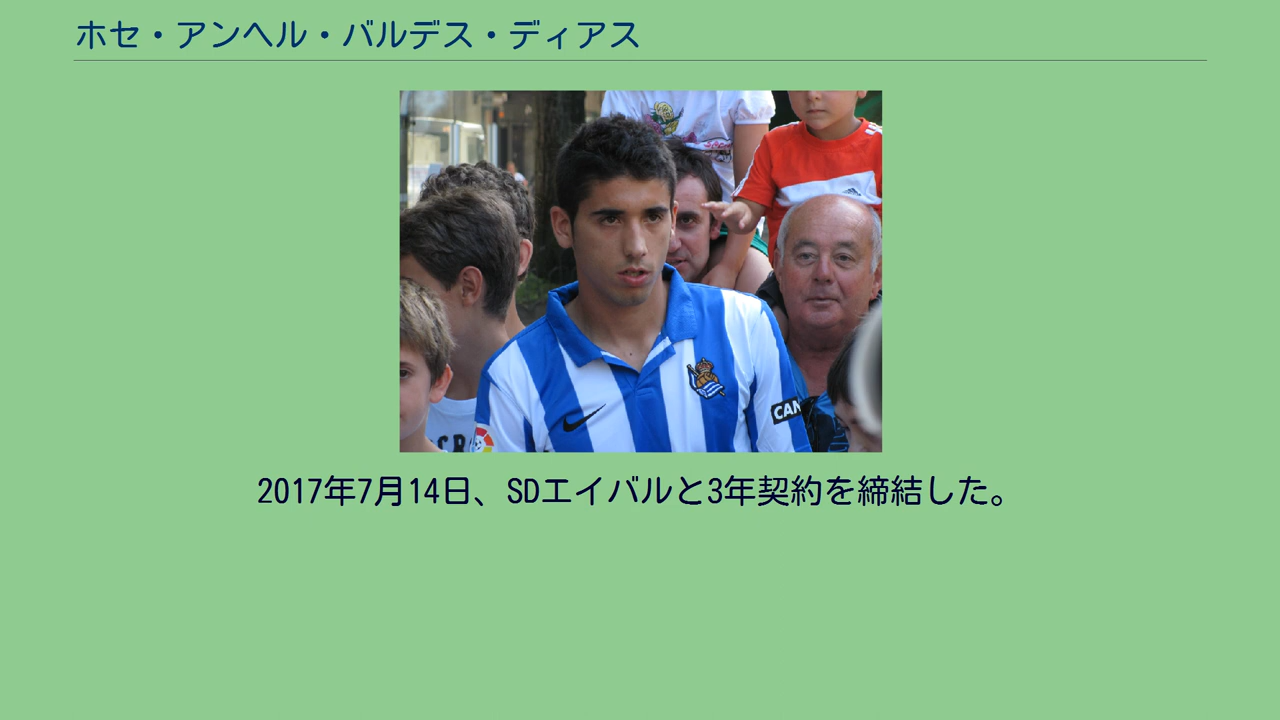 ホセ・アンヘル・バルデス・ディアス
CAN
2017年7月14日、SDエイバルと3年契約を締結した。